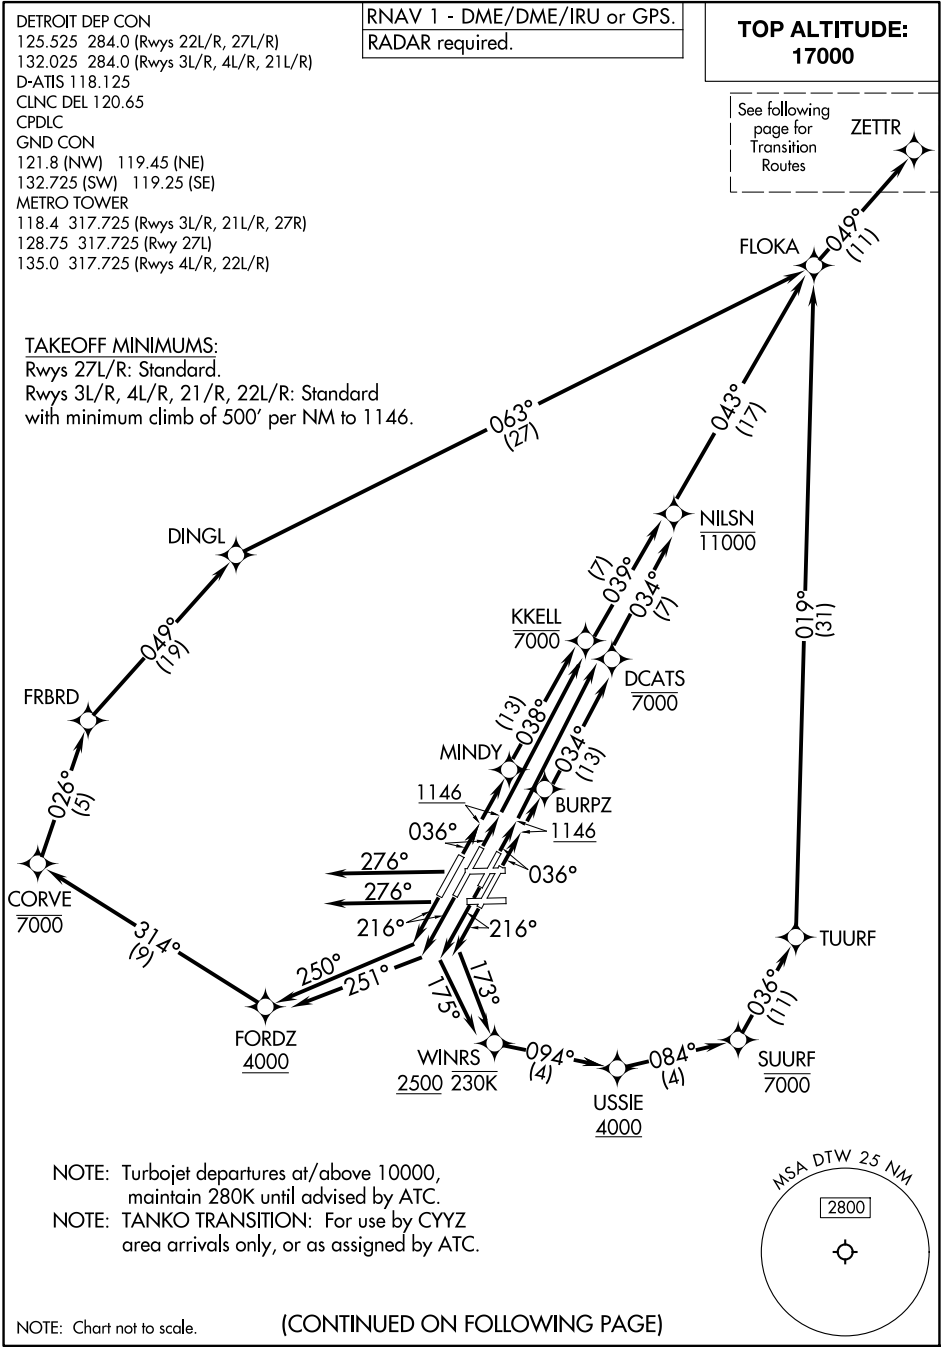 DETROIT DEP CON
125.525 284.0 (Rwys 22L/R, 27L/R)
132.025 284.0 (Rwys 3L/R, 4L/R, 21L/R)
D-ATIS 118.125
CLNC DEL 120.65
CPDLC
GND CON
121.8 (NW) 119.45 (NE)
132.725 (SW) 119.25 (SE)
METRO TOWER
118.4 317.725 (Rwys 3L/R, 21L/R, 27R)
128.75 317.725 (Rwy 27L)
135.0 317.725 (Rwys 4L/R, 22L/R)
RNAV 1 - DME/DME/IRU or GPS.
RADAR required.
TOP ALTITUDE:
17000
See following
page for
Transition
Routes
ZETTR
049°
(11)
FLOKA
TAKEOFF MINIMUMS:
Rwys 27L/R: Standard.
Rwys 3L/R, 4L/R, 21/R, 22L/R: Standard
with minimum climb of 500' per NM to 1146.
063°
(27)
043°
(17)
DINGL
NILSN
11000
(7)
039°
034°
(7)
019°
(31)
KKELL
7000
049°
(19)
DCATS
7000
FRBRD
(13)
038°
034°
(13)
MINDY
BURPZ
026°
(5)
1146
1146
036°
036°
276°
276°
CORVE
7000
216°
216°
314°
(9)
250°
251°
175°
173°
TUURF
FORDZ
4000
036°
(11)
WINRS
2500 230K
094°
(4)
084°
(4)
SUURF
7000
USSIE
4000
NOTE: Turbojet departures at/above 10000,
maintain 280K until advised by ATC.
NOTE: TANKO TRANSITION: For use by CYYZ
area arrivals only, or as assigned by ATC.
MSA DTW 25 NM
2800
NOTE: Chart not to scale.
(CONTINUED ON FOLLOWING PAGE)